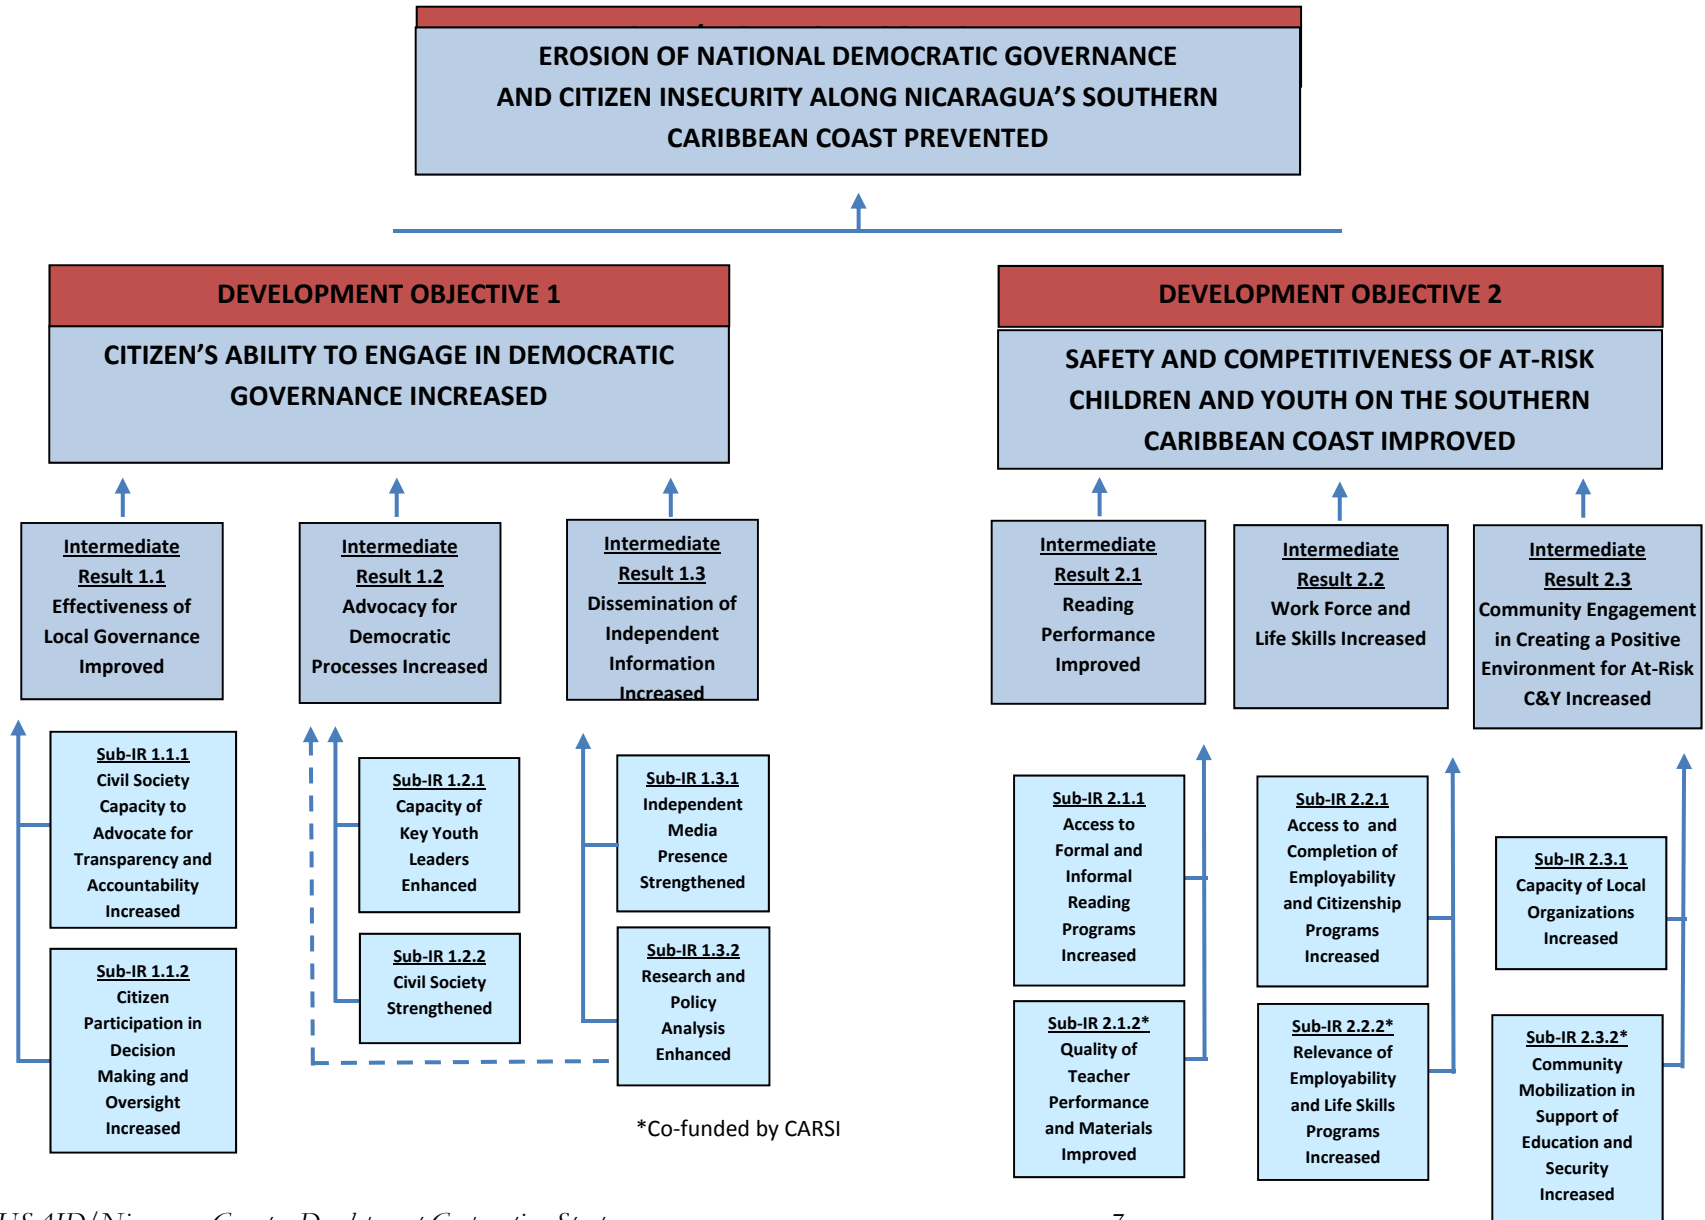 EROSION OF NATIONAL DEMOCRATIC GOVERNANCE
AND CITIZEN INSECURITY ALONG NICARAGUA’S SOUTHERN
CARIBBEAN COAST PREVENTED
DEVELOPMENT OBJECTIVE 1
CITIZEN’S ABILITY TO ENGAGE IN DEMOCRATIC
GOVERNANCE INCREASED
DEVELOPMENT OBJECTIVE 2
SAFETY AND COMPETITIVENESS OF AT-RISK
CHILDREN AND YOUTH ON THE SOUTHERN
CARIBBEAN COAST IMPROVED
Intermediate
Result 1.1
Effectiveness of
Local Governance
Improved
Intermediate
Result 1.2
Advocacy for
Democratic
Processes Increased
Intermediate
Result 1.3
Dissemination of
Independent
Information
Increased
Intermediate
Result 2.1
Reading
Performance
Improved
Intermediate
Result 2.2
Work Force and
Life Skills Increased
Intermediate
Result 2.3
Community Engagement
in Creating a Positive
Environment for At-Risk
C&Y Increased
Sub-IR 1.1.1
Civil Society
Capacity to
Advocate for
Transparency and
Accountability
Increased
Sub-IR 1.1.2
Citizen
Participation in
Decision
Making and
Oversight
Increased
Sub-IR 1.2.1
Capacity of
Key Youth
Leaders
Enhanced
Sub-IR 1.2.2
Civil Society
Strengthened
Sub-IR 1.3.1
Independent
Media
Presence
Strengthened
Sub-IR 1.3.2
Research and
Policy
Analysis
Enhanced
*Co-funded by CARSI
Sub-IR 2.1.1
Access to
Formal and
Informal
Reading
Programs
Increased
Sub-IR 2.1.2*
Quality of
Teacher
Performance
and Materials
Improved
Sub-IR 2.2.1
Access to and
Completion of
Employability
and Citizenship
Programs
Increased
Sub-IR 2.2.2*
Relevance of
Employability
and Life Skills
Programs
Increased
Sub-IR 2.3.1
Capacity of Local
Organizations
Increased
Sub-IR 2.3.2*
Community
Mobilization in
Support of
Education and
Security
Increased